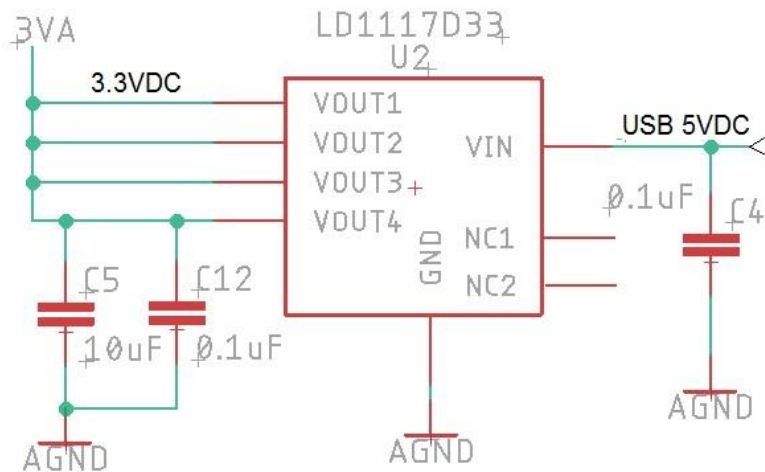 3VA
LD1117D33
U2
3.3VDC
VOUT1
VOUT2
VOUT3
VOUT4
VIN
NC1
NC2
GND
USB 5VDC
0.1uF
C4
C5
10uF
C12
0.1uF
AGND
AGND
AGND